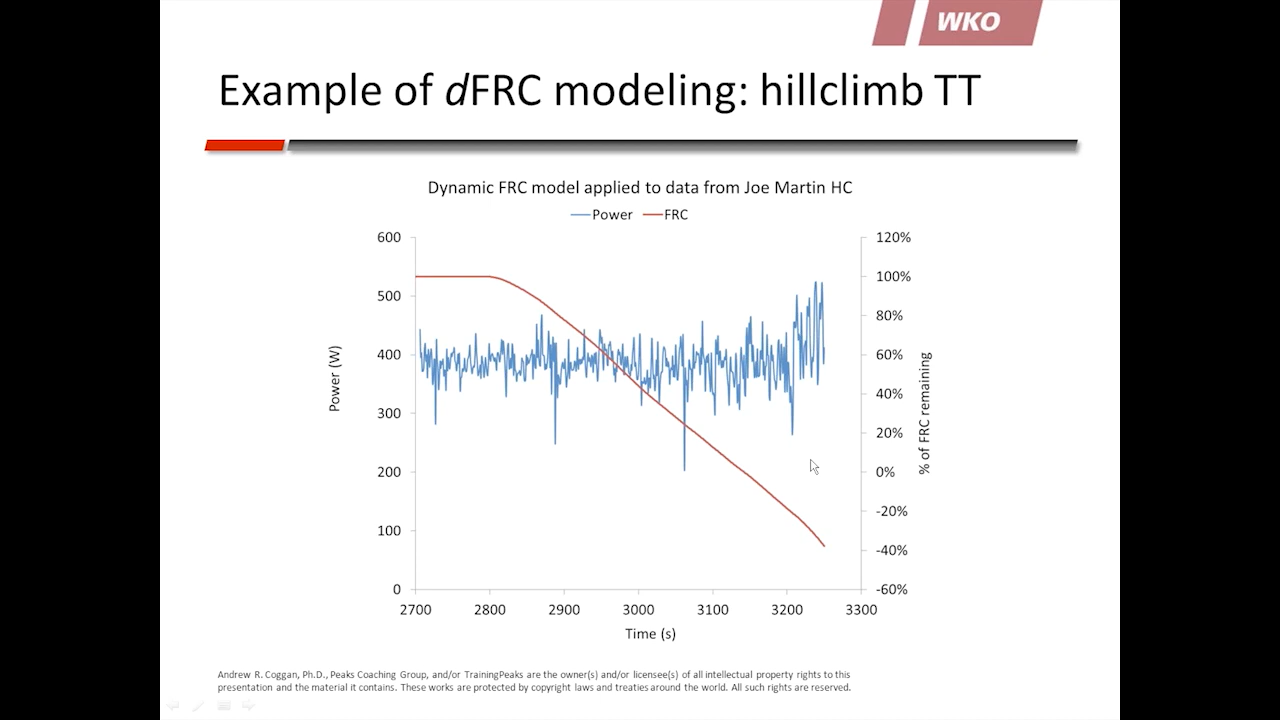 WKO
Example of dFRC modeling: hillclimb TT
Dynamic FRC model applied to data from Joe Martin HC
Power FRC
600
500
400
300
200
100
0
Power (W)
120%
100%
80%
60%
40%
20%
0%
-20%
-40%
-60%
% of FRC remaining
2700 2800 2900 3000 3100 3200 3300
Time (s)
Andrew R. Coggan, Ph.D., Peaks Coaching Group, and/or TrainingPeaks are the owner(s) and/or licensee(s) of all intellectual property rights to this
presentation and the material it contains. These works are protected by copyright laws and treaties around the world. All such rights are reserved.